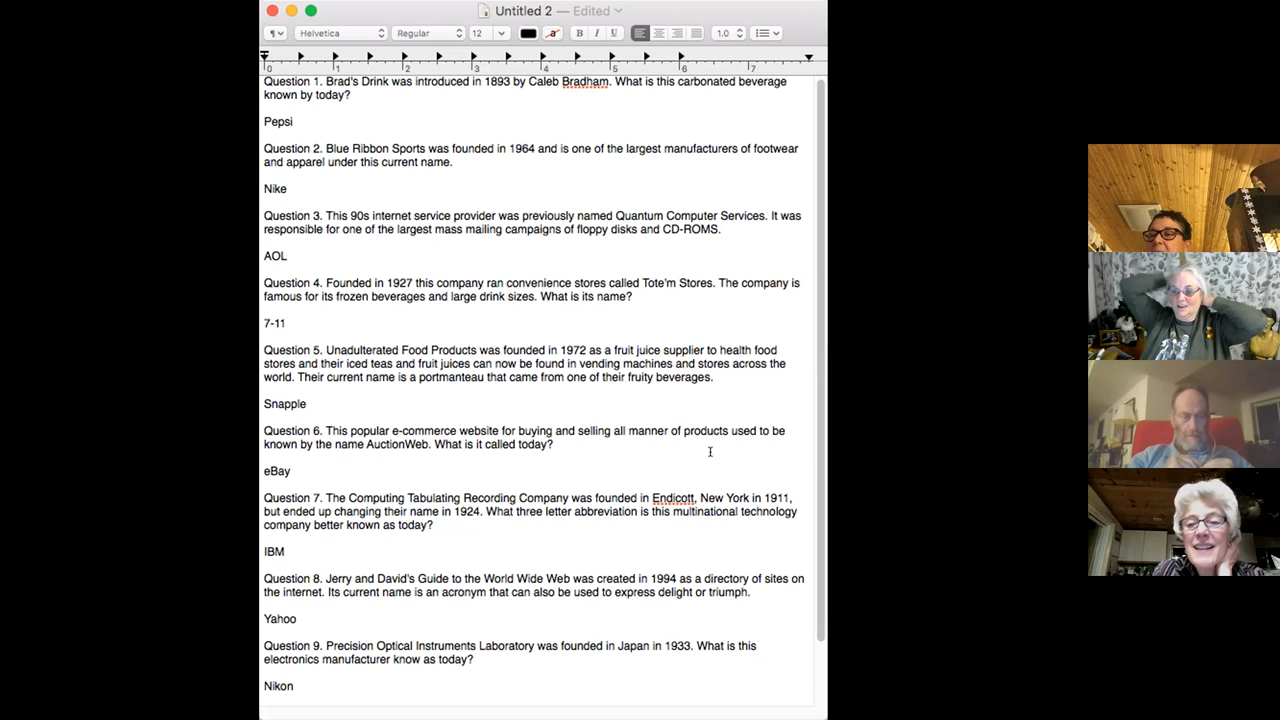 Untitled 2 — Edited
¶ Helvetica Regular 12 a B I U 1.0
0 1 2 3 4 5 6 7
Question 1. Brad's Drink was introduced in 1893 by Caleb Bradham. What is this carbonated beverage
known by today?
Pepsi
Question 2. Blue Ribbon Sports was founded in 1964 and is one of the largest manufacturers of footwear
and apparel under this current name.
Nike
Question 3. This 90s internet service provider was previously named Quantum Computer Services. It was
responsible for one of the largest mass mailing campaigns of floppy disks and CD-ROMS.
AOL
Question 4. Founded in 1927 this company ran convenience stores called Tote'm Stores. The company is
famous for its frozen beverages and large drink sizes. What is its name?
7-11
Question 5. Unadulterated Food Products was founded in 1972 as a fruit juice supplier to health food
stores and their iced teas and fruit juices can now be found in vending machines and stores across the
world. Their current name is a portmanteau that came from one of their fruity beverages.
Snapple
Question 6. This popular e-commerce website for buying and selling all manner of products used to be
known by the name AuctionWeb. What is it called today?
eBay
Question 7. The Computing Tabulating Recording Company was founded in Endicott, New York in 1911,
but ended up changing their name in 1924. What three letter abbreviation is this multinational technology
company better known as today?
IBM
Question 8. Jerry and David's Guide to the World Wide Web was created in 1994 as a directory of sites on
the internet. Its current name is an acronym that can also be used to express delight or triumph.
Yahoo
Question 9. Precision Optical Instruments Laboratory was founded in Japan in 1933. What is this
electronics manufacturer know as today?
Nikon